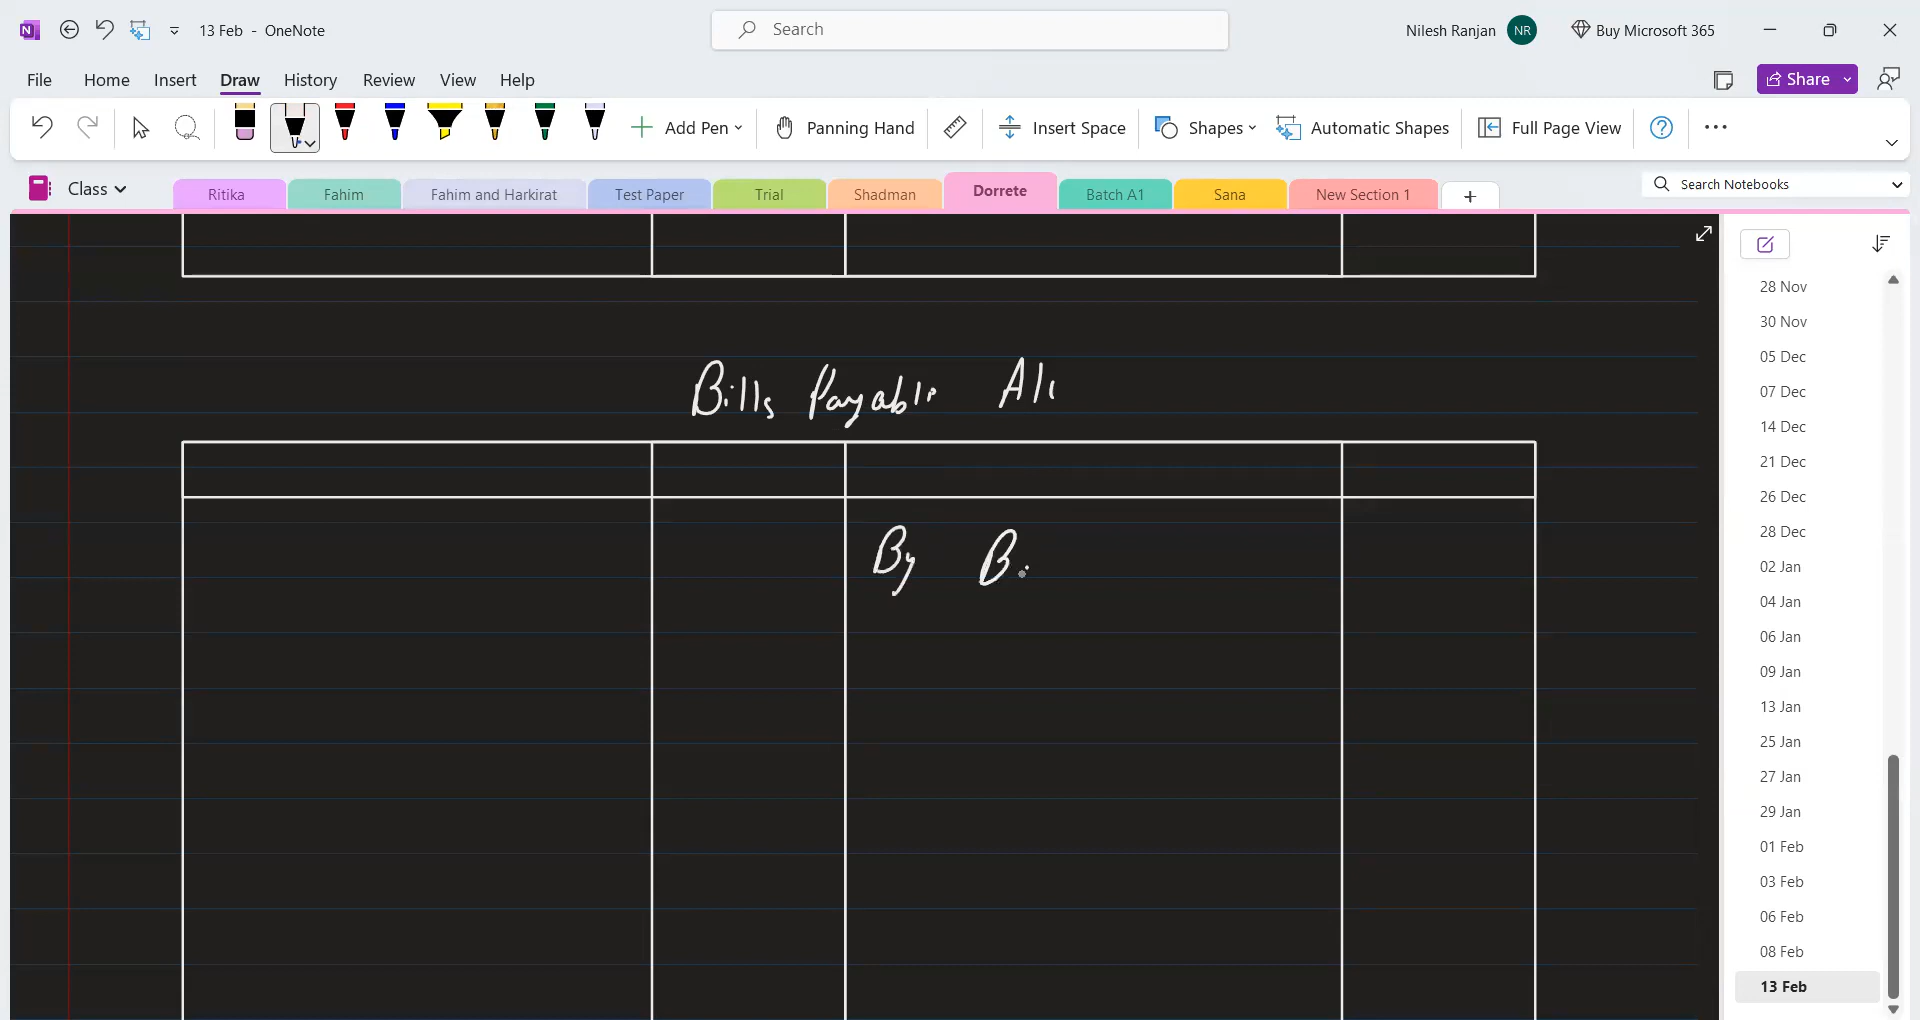 13 Feb - OneNote
Search
Nilesh Ranjan NR
Buy Microsoft 365
File Home Insert Draw History Review View Help
Share
Add Pen
Panning Hand
Insert Space
Shapes
Automatic Shapes
Full Page View
Class
Ritika
Fahim
Fahim and Harkirat
Test Paper
Trial
Shadman
Dorrete
Batch A1
Sana
New Section 1
+
Search Notebooks
Bills Payable A/c
By B
28 Nov
30 Nov
05 Dec
07 Dec
14 Dec
21 Dec
26 Dec
28 Dec
02 Jan
04 Jan
06 Jan
09 Jan
13 Jan
25 Jan
27 Jan
29 Jan
01 Feb
03 Feb
06 Feb
08 Feb
13 Feb